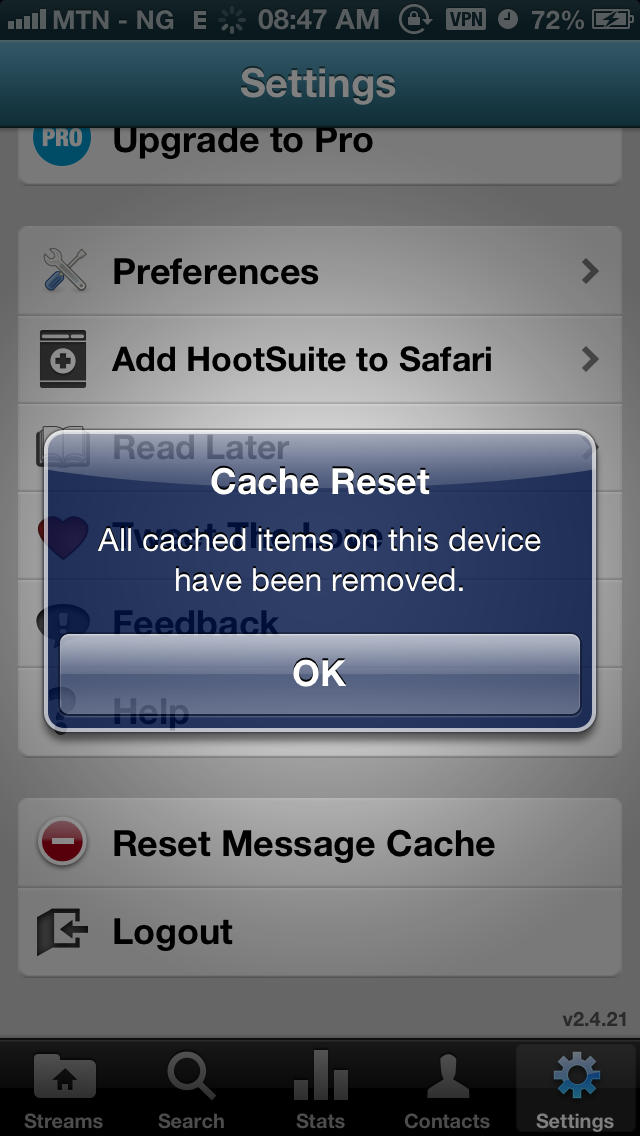 MTN - NG E 08:47 AM VPN 72%
Settings
PRO Upgrade to Pro
Preferences
Add HootSuite to Safari
Read Later
Cache Reset
Tweet The Love
All cached items on this device
have been removed.
Feedback
OK
Help
Reset Message Cache
Logout
v2.4.21
Streams Search Stats Contacts Settings